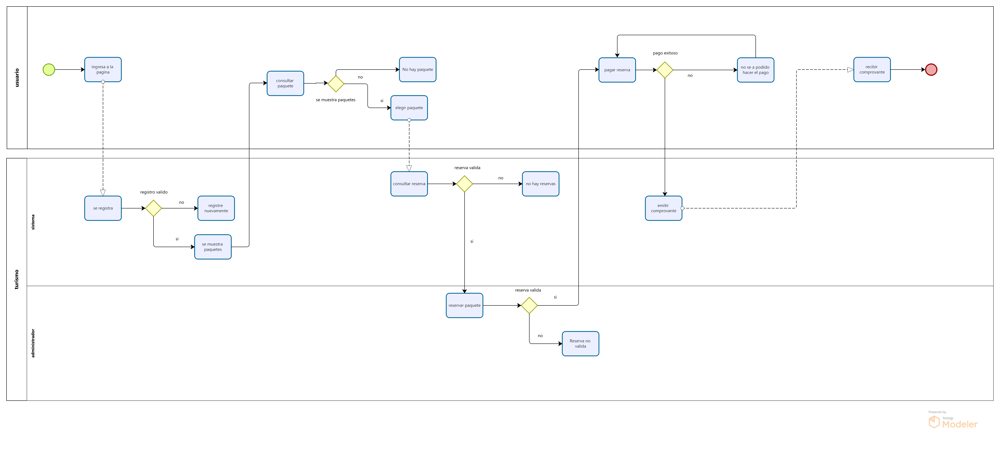 usuario
ingresa a la
pagina
consultar
paquete
se muestra paquetes
no
No hay paquete
si
elegir paquete
pagar reserva
pago exitoso
no
no se a podido
hacer el pago
recibir
comprovante
turismo
sistema
se registra
registro valido
no
registre
nuevamente
si
se muestra
paquetes
consultar reserva
reserva valida
no
no hay reservas
si
emitir
comprovante
administrador
reservar paquete
reserva valida
si
no
Reserva no
valida
Powered by
bizagi
Modeler